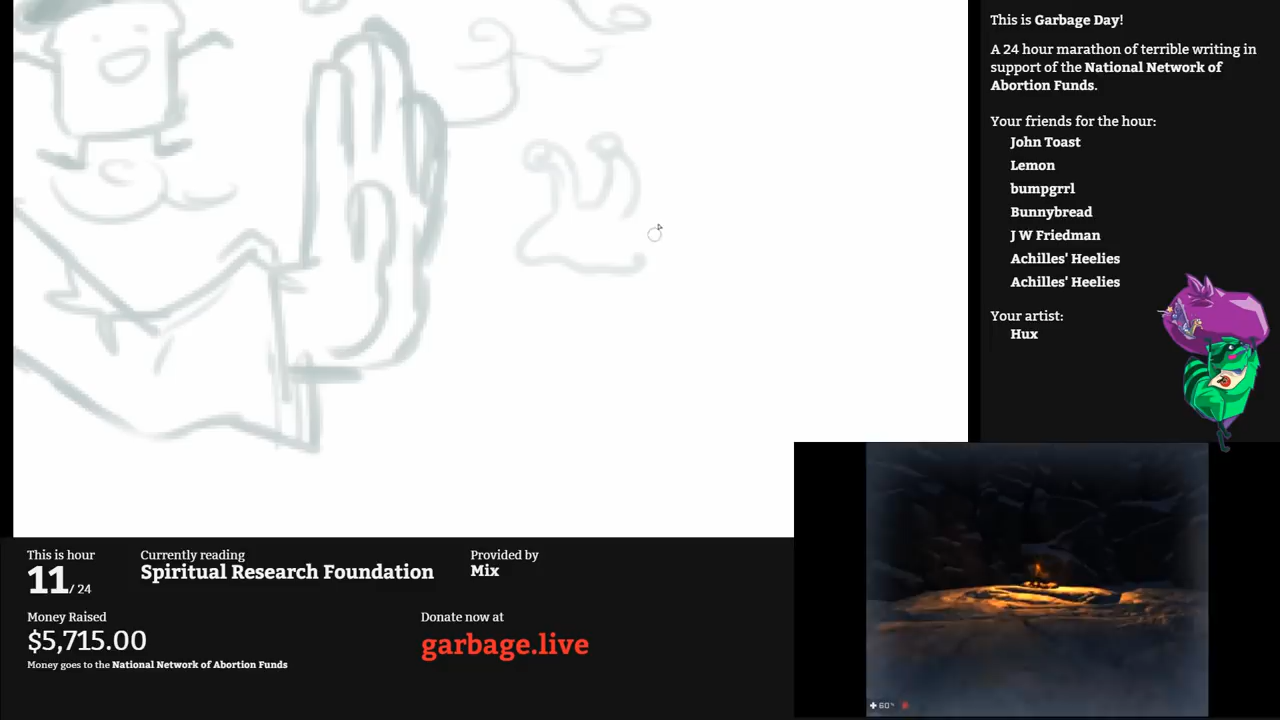 This is Garbage Day!
A 24 hour marathon of terrible writing in
support of the National Network of
Abortion Funds.
Your friends for the hour:
John Toast
Lemon
bumpgrrl
Bunnybread
J W Friedman
Achilles' Heelies
Achilles' Heelies
Your artist:
Hux
This is hour
11/ 24
Currently reading
Spiritual Research Foundation
Provided by
Mix
Money Raised
$5,715.00
Money goes to the National Network of Abortion Funds
Donate now at
garbage.live
60%